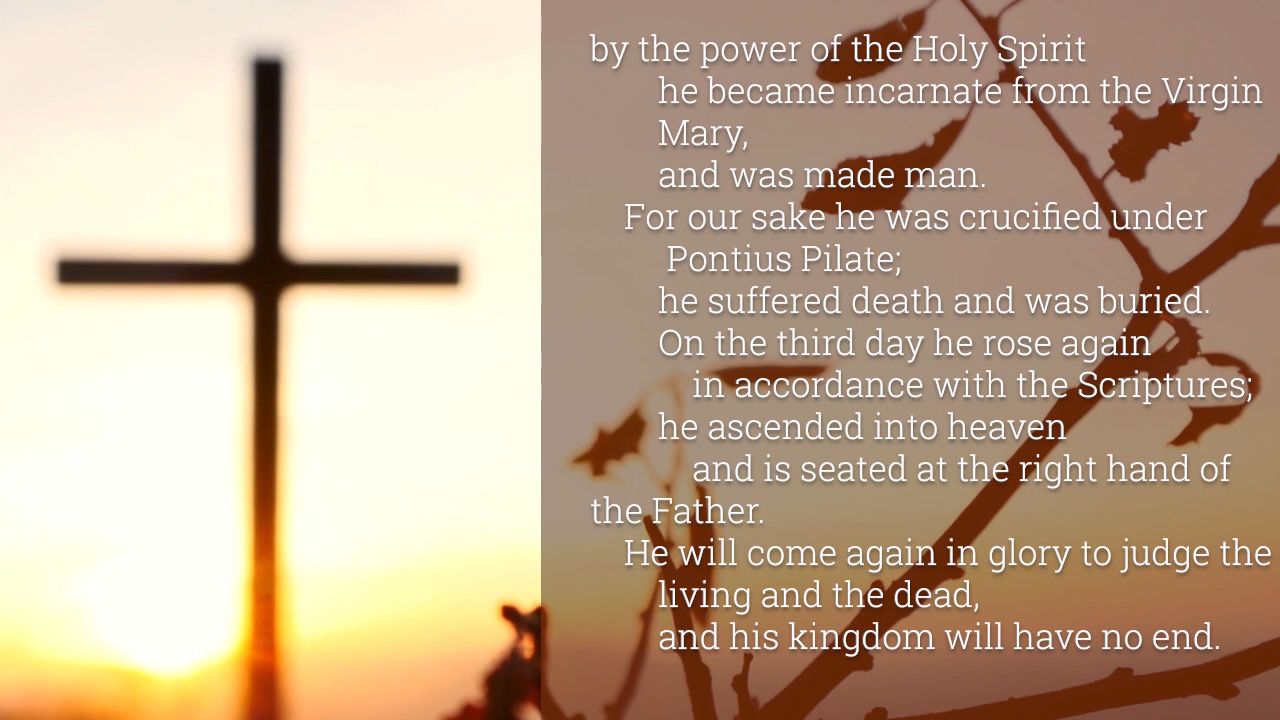 by the power of the Holy Spirit
he became incarnate from the Virgin
Mary,
and was made man.
For our sake he was crucified under
Pontius Pilate;
he suffered death and was buried.
On the third day he rose again
in accordance with the Scriptures;
he ascended into heaven
and is seated at the right hand of
the Father.
He will come again in glory to judge the
living and the dead,
and his kingdom will have no end.